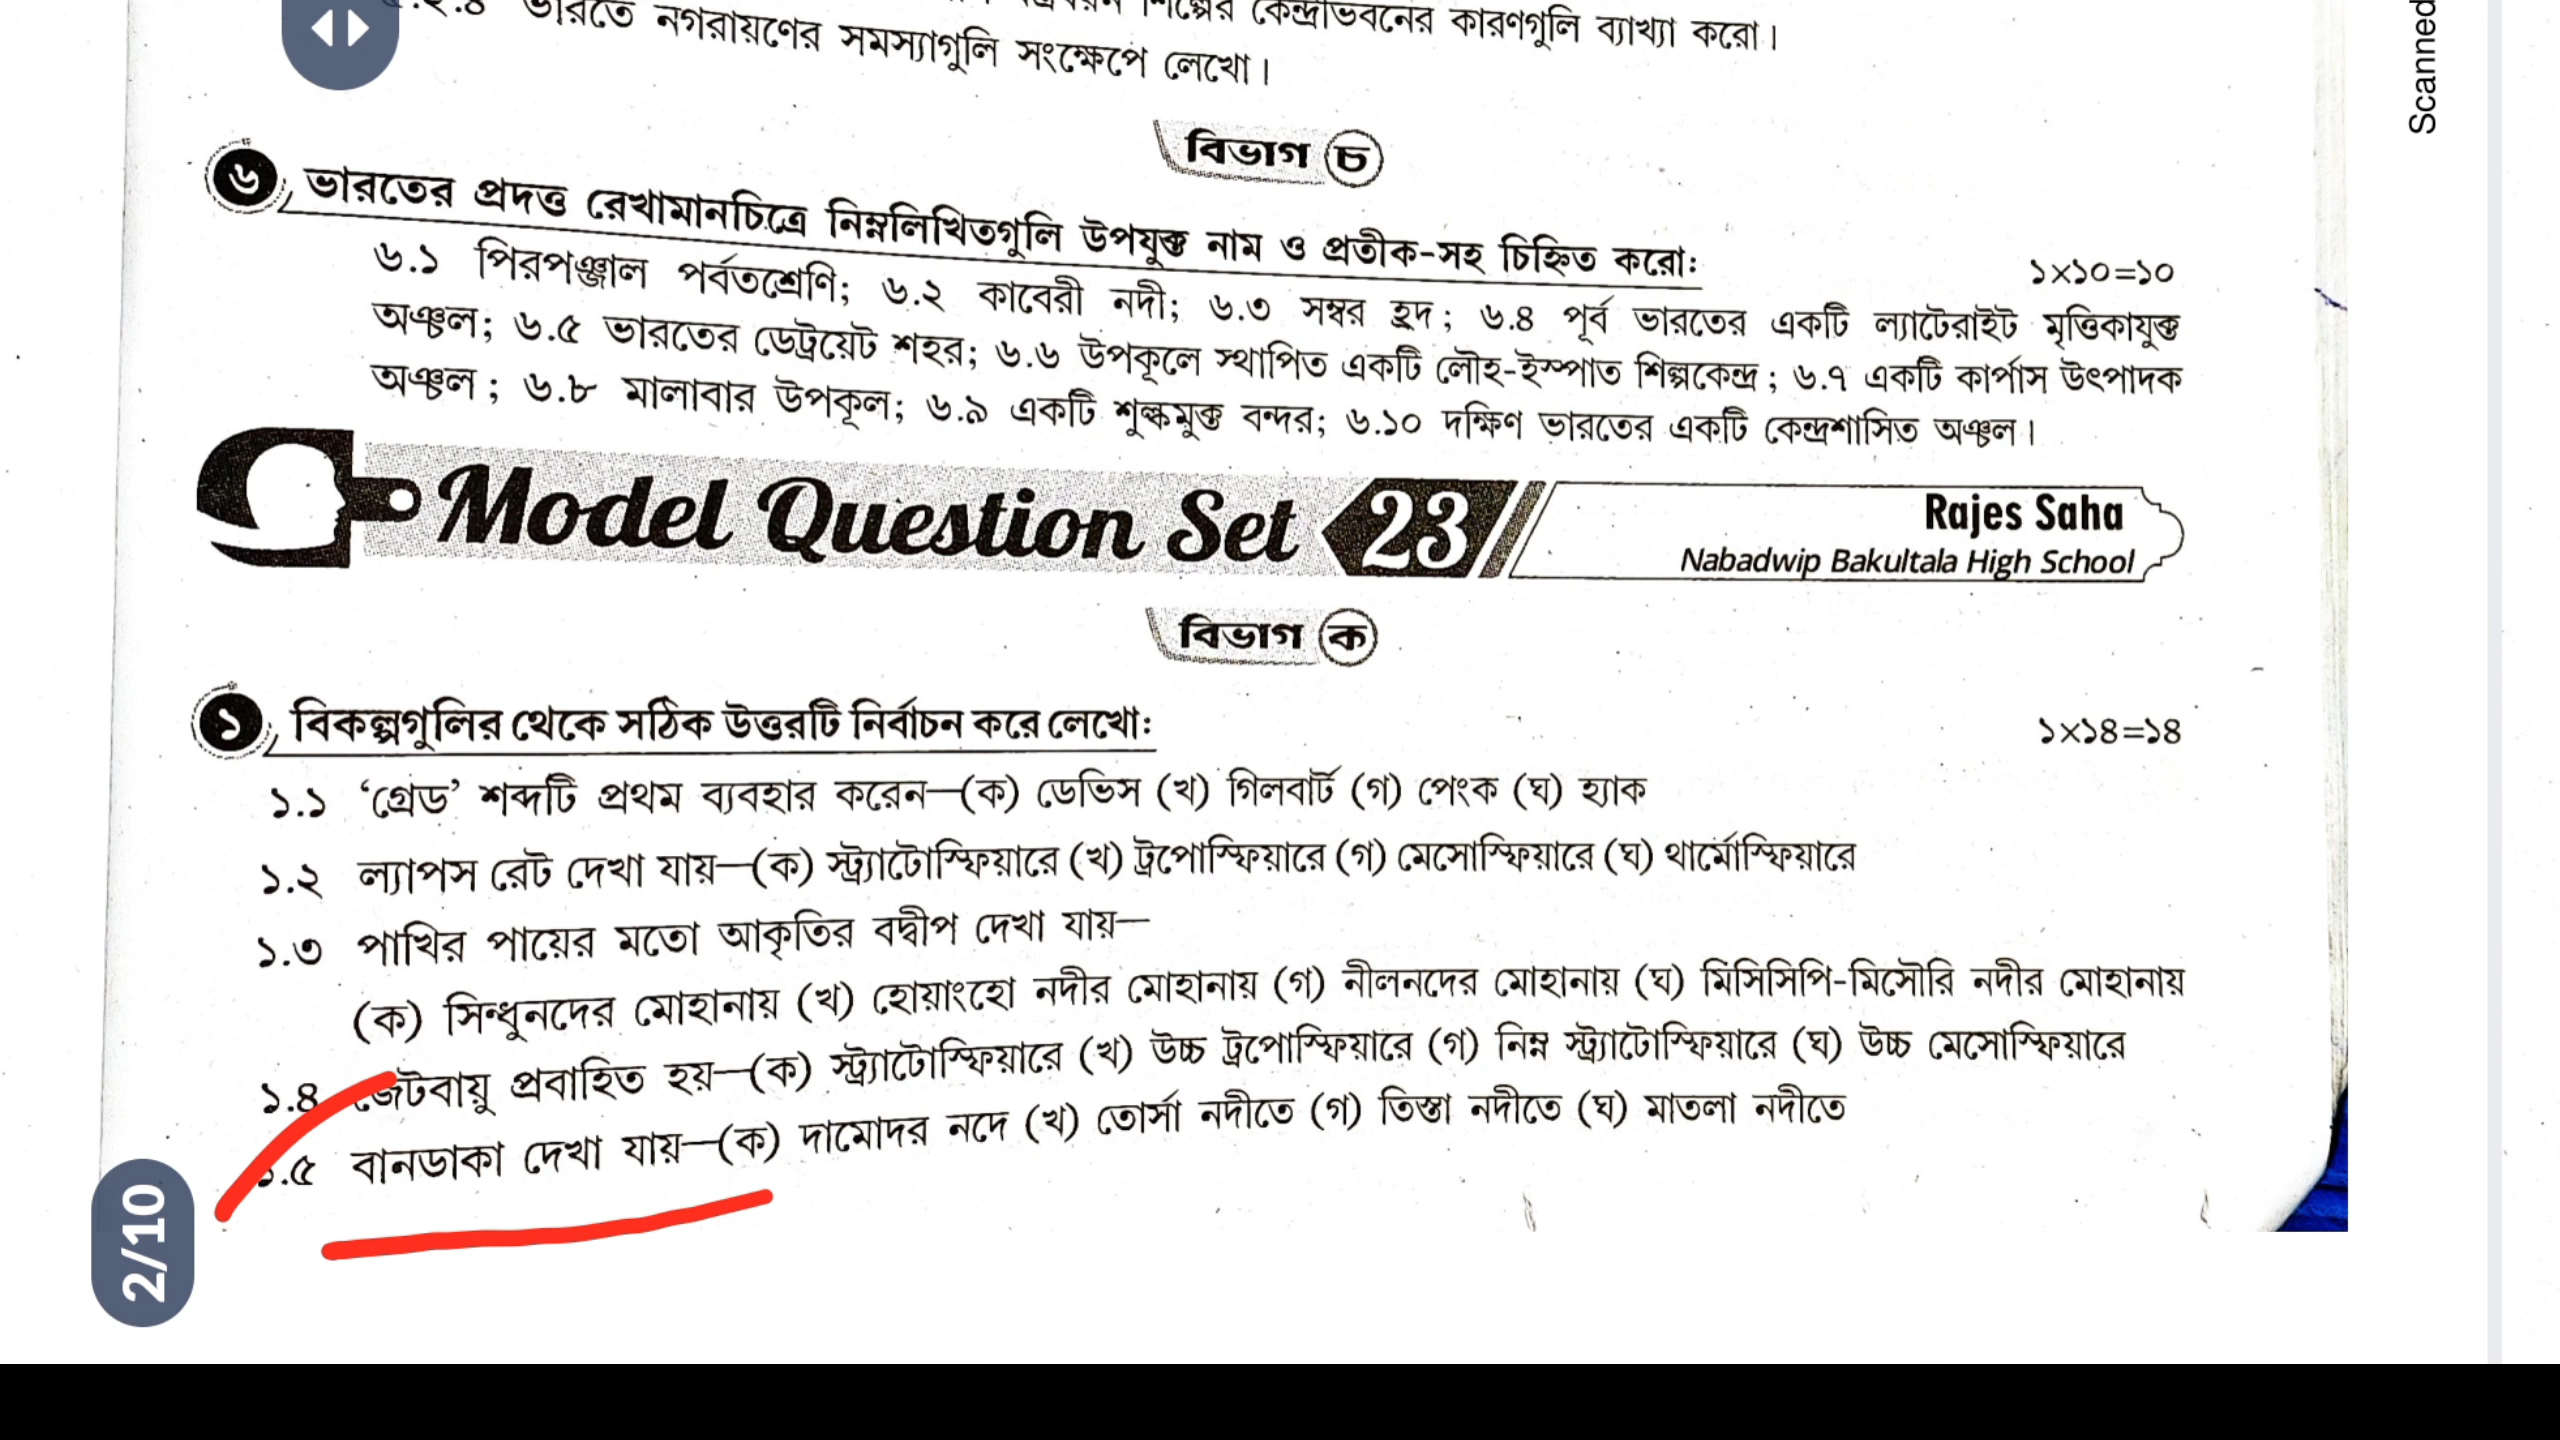 ভারতে নগরায়ণের সমস্যাগুলি সংক্ষেপে লেখো।
শিল্পের কেন্দ্রীভবনের কারণগুলি ব্যাখ্যা করো।
Scanned
বিভাগ চ
৬ ভারতের প্রদত্ত রেখামানচিত্রে নিম্নলিখিতগুলি উপযুক্ত নাম ও প্রতীক-সহ চিহ্নিত করো:
১×১০=১০
৬.১ পিরপঞ্জাল পর্বতশ্রেণি; ৬.২ কাবেরী নদী; ৬.৩ সম্বর হ্রদ; ৬.৪ পূর্ব ভারতের একটি ল্যাটেরাইট মৃত্তিকাযুক্ত
অঞ্চল; ৬.৫ ভারতের ডেট্রয়েট শহর; ৬.৬ উপকূলে স্থাপিত একটি লৌহ-ইস্পাত শিল্পকেন্দ্র; ৬.৭ একটি কার্পাস উৎপাদক
অঞ্চল; ৬.৮ মালাবার উপকূল; ৬.৯ একটি শুল্কমুক্ত বন্দর; ৬.১০ দক্ষিণ ভারতের একটি কেন্দ্রশাসিত অঞ্চল।
Model Question Set 23
Rajes Saha
Nabadwip Bakultala High School
বিভাগ ক
১ বিকল্পগুলির থেকে সঠিক উত্তরটি নির্বাচন করে লেখো:
১×১৪=১৪
১.১ ‘গ্রেড’ শব্দটি প্রথম ব্যবহার করেন—(ক) ডেভিস (খ) গিলবার্ট (গ) পেংক (ঘ) হ্যাক
১.২ ল্যাপস রেট দেখা যায়—(ক) স্ট্র্যাটোস্ফিয়ারে (খ) ট্রপোস্ফিয়ারে (গ) মেসোস্ফিয়ারে (ঘ) থার্মোস্ফিয়ারে
১.৩ পাখির পায়ের মতো আকৃতির বদ্বীপ দেখা যায়—
(ক) সিন্ধুনদের মোহানায় (খ) হোয়াংহো নদীর মোহানায় (গ) নীলনদের মোহানায় (ঘ) মিসিসিপি-মিসৌরি নদীর মোহানায়
১.৪ জেটবায়ু প্রবাহিত হয়—(ক) স্ট্র্যাটোস্ফিয়ারে (খ) উচ্চ ট্রপোস্ফিয়ারে (গ) নিম্ন স্ট্র্যাটোস্ফিয়ারে (ঘ) উচ্চ মেসোস্ফিয়ারে
১.৫ বানডাকা দেখা যায়—(ক) দামোদর নদে (খ) তোর্সা নদীতে (গ) তিস্তা নদীতে (ঘ) মাতলা নদীতে
2/10